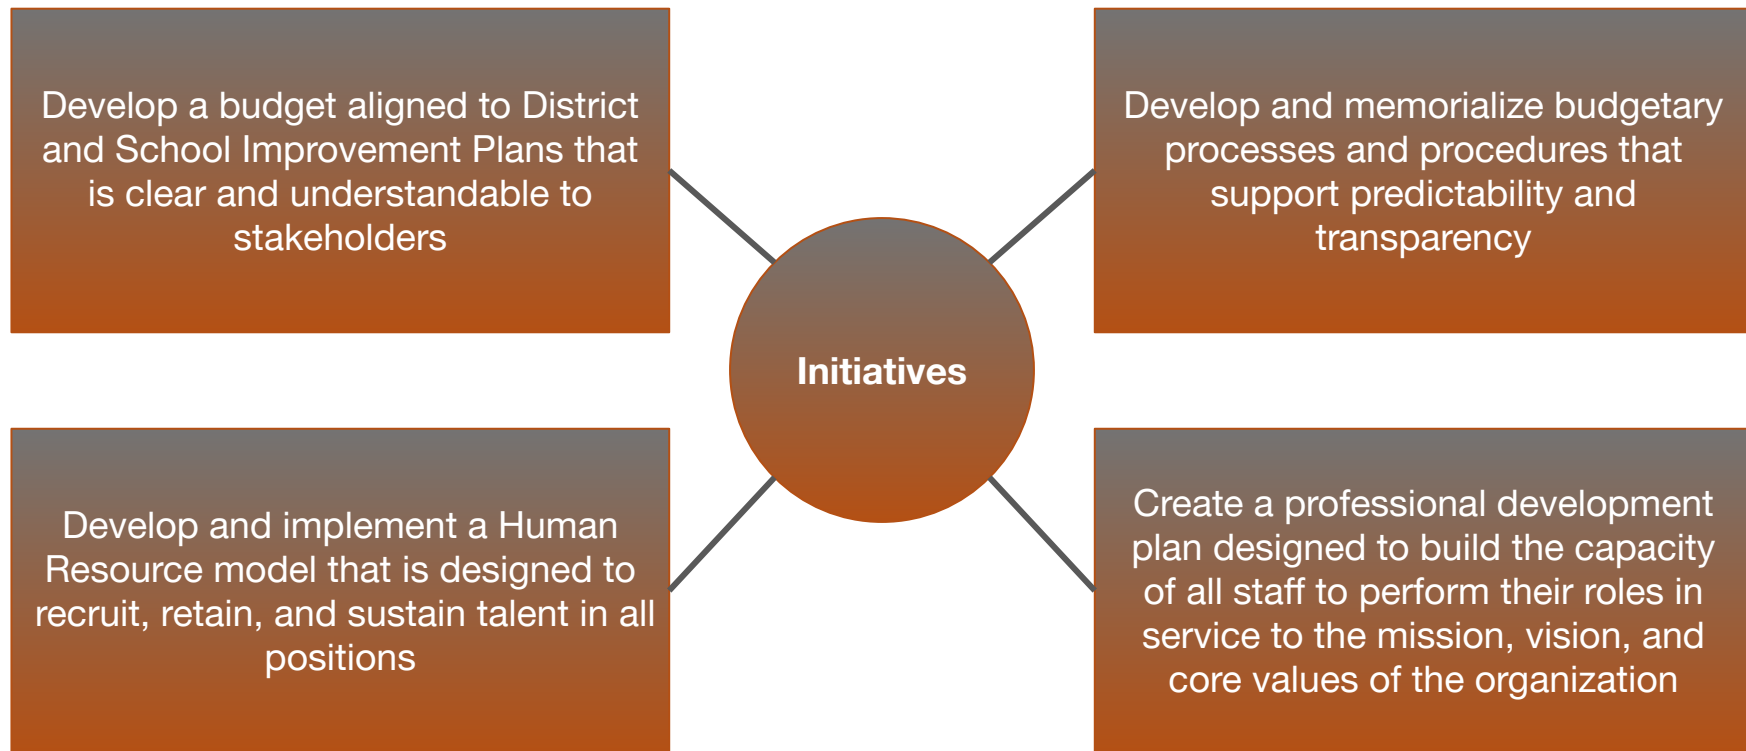 Develop a budget aligned to District
and School Improvement Plans that
is clear and understandable to
stakeholders
Develop and memorialize budgetary
processes and procedures that
support predictability and
transparency
Initiatives
Develop and implement a Human
Resource model that is designed to
recruit, retain, and sustain talent in all
positions
Create a professional development
plan designed to build the capacity
of all staff to perform their roles in
service to the mission, vision, and
core values of the organization